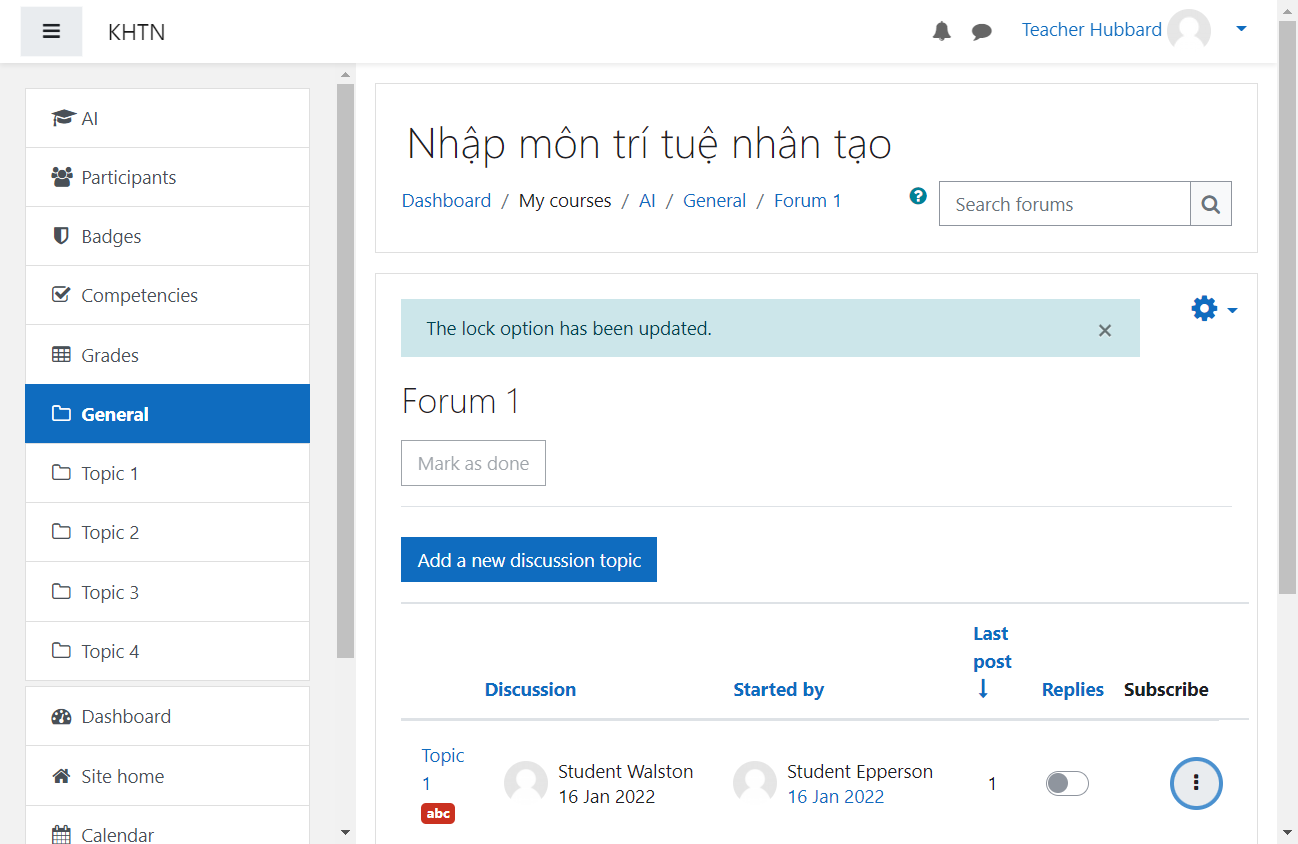 KHTN
Teacher Hubbard
AI
Participants
Badges
Competencies
Grades
General
Topic 1
Topic 2
Topic 3
Topic 4
Dashboard
Site home
Calendar
Nhập môn trí tuệ nhân tạo
Dashboard / My courses / AI / General / Forum 1
Search forums
The lock option has been updated.
×
Forum 1
Mark as done
Add a new discussion topic
Discussion
Started by
Last
post
↓
Replies
Subscribe
Topic
1
abc
Student Walston
16 Jan 2022
Student Epperson
16 Jan 2022
1